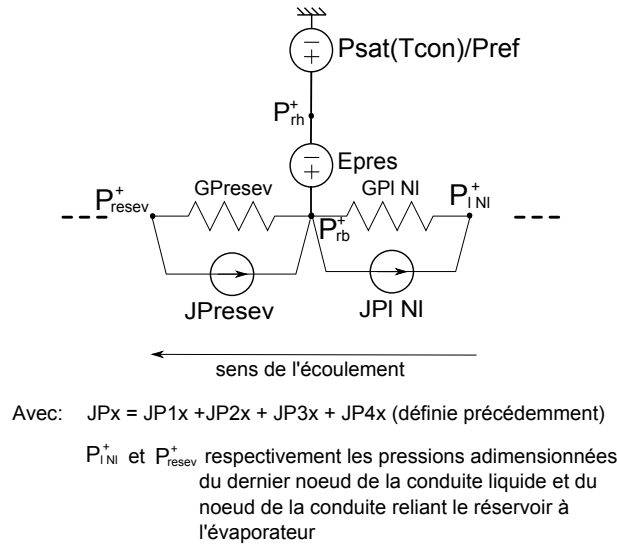 Psat(Tcon)/Pref
P+rh
Epres
GPresev
GPl Nl
P+resev
P+l Nl
P+rb
JPresev
JPl Nl
sens de l'écoulement
Avec: JPx = JP1x +JP2x + JP3x + JP4x (définie précédemment)
P+l Nl et P+resev respectivement les pressions adimensionnées
du dernier noeud de la conduite liquide et du
noeud de la conduite reliant le réservoir à
l'évaporateur